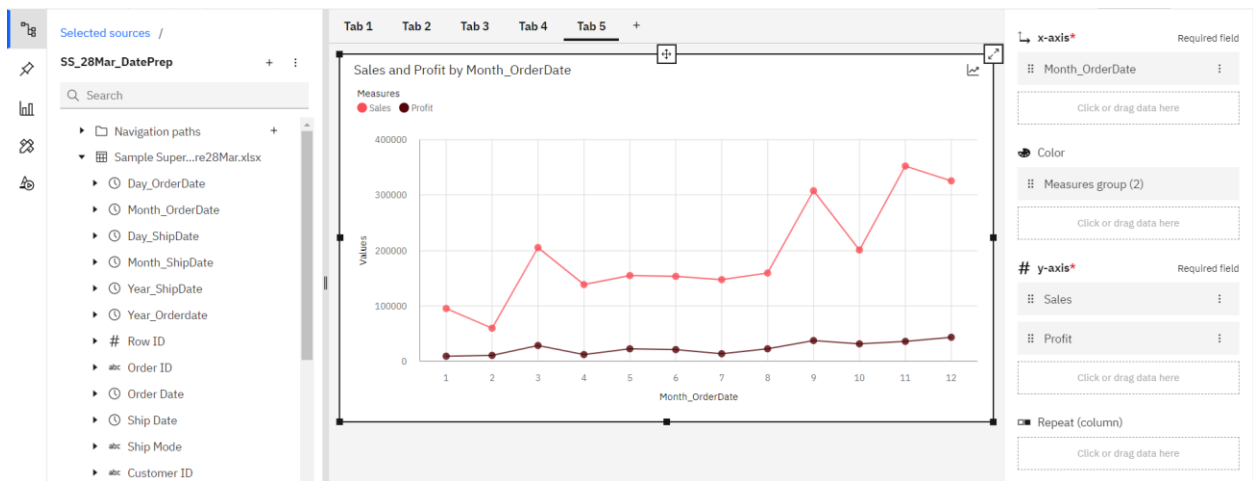 Selected sources /
SS_28Mar_DatePrep
Search
Navigation paths
Sample Super...re28Mar.xlsx
Day_OrderDate
Month_OrderDate
Day_ShipDate
Month_ShipDate
Year_ShipDate
Year_Orderdate
# Row ID
abc Order ID
Order Date
Ship Date
abc Ship Mode
abc Customer ID
Tab 1 Tab 2 Tab 3 Tab 4 Tab 5 +
Sales and Profit by Month_OrderDate
Measures
Sales Profit
400000
300000
200000
100000
0
Values
1 2 3 4 5 6 7 8 9 10 11 12
Month_OrderDate
x-axis* Required field
Month_OrderDate
Click or drag data here
Color
Measures group (2)
Click or drag data here
# y-axis* Required field
Sales
Profit
Click or drag data here
Repeat (column)
Click or drag data here